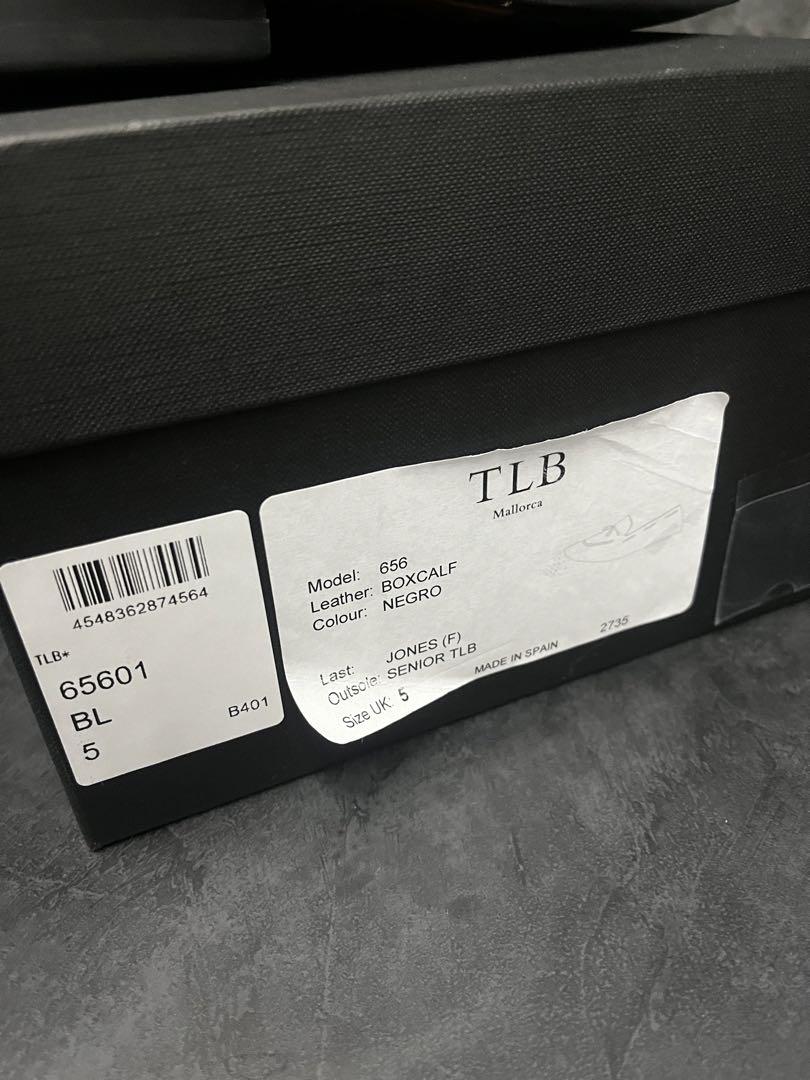 4548362874564
TLB*
65601
BL
B401
5
TLB
Mallorca
Model: 656
Leather: BOXCALF
Colour: NEGRO
Last: JONES (F)
Outsole: SENIOR TLB
Size UK: 5
MADE IN SPAIN
2735